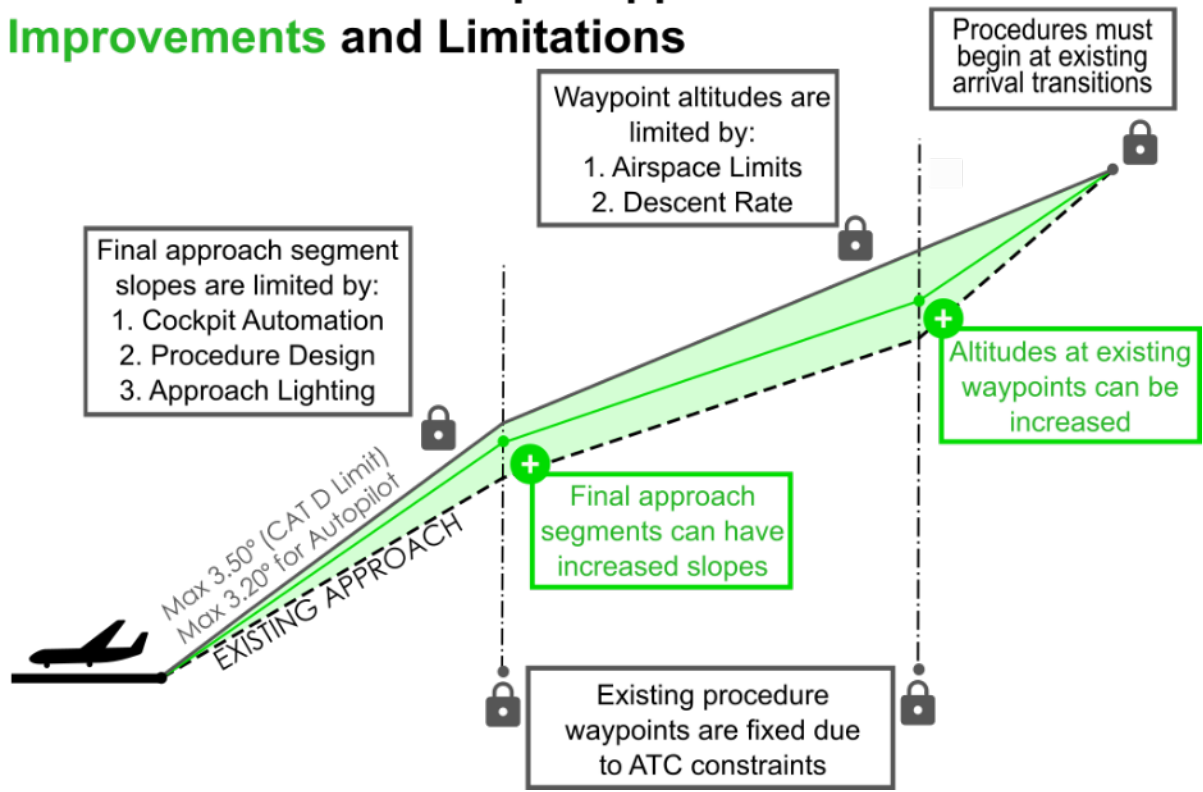 Improvements and Limitations
Procedures must
begin at existing
arrival transitions
Waypoint altitudes are
limited by:
1. Airspace Limits
2. Descent Rate
Final approach segment
slopes are limited by:
1. Cockpit Automation
2. Procedure Design
3. Approach Lighting
Altitudes at existing
waypoints can be
increased
Max 3.50° (CAT D Limit)
Max 3.20° for Autopilot
EXISTING APPROACH
Final approach
segments can have
increased slopes
Existing procedure
waypoints are fixed due
to ATC constraints